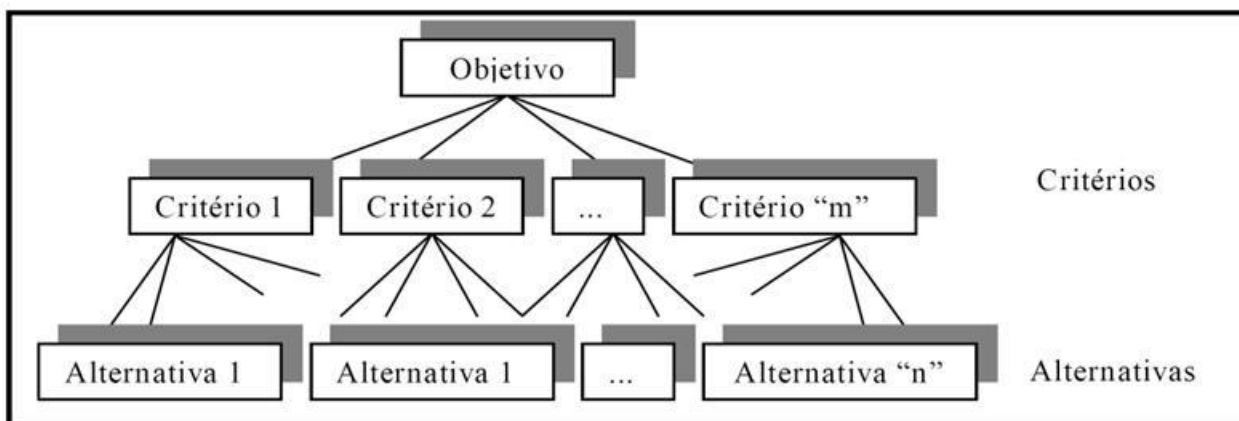 Objetivo
Critério 1 Critério 2 ... Critério “m” Critérios
Alternativa 1 Alternativa 1 ... Alternativa “n” Alternativas